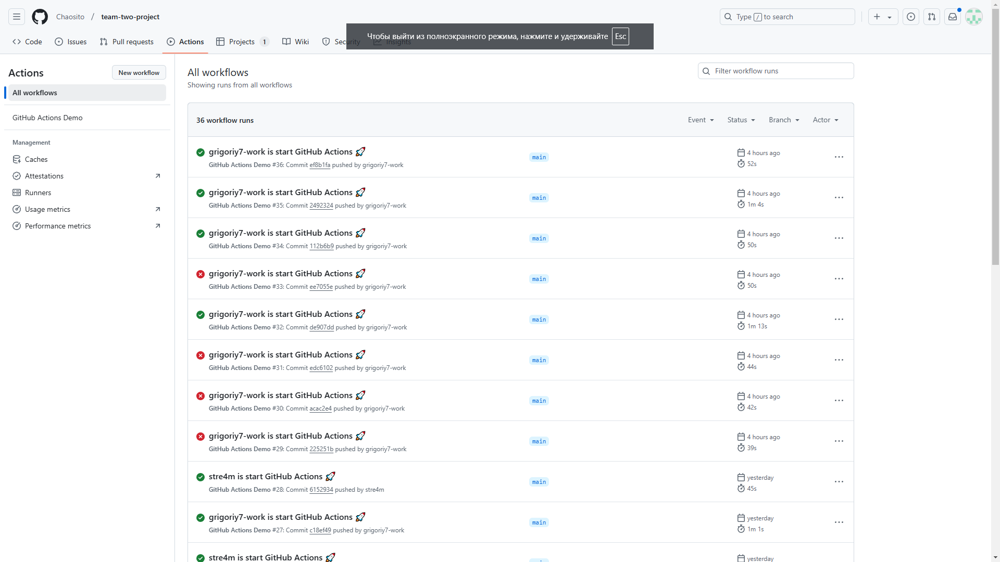 Chaosito / team-two-project
Type / to search
Code
Issues
Pull requests
Actions
Projects 1
Wiki
Security
Insights
Чтобы выйти из полноэкранного режима, нажмите и удерживайте Esc
Actions
New workflow
All workflows
GitHub Actions Demo
Management
Caches
Attestations
Runners
Usage metrics
Performance metrics
All workflows
Showing runs from all workflows
Filter workflow runs
36 workflow runs
Event
Status
Branch
Actor
grigoriy7-work is start GitHub Actions 🚀
GitHub Actions Demo #36: Commit ef8b1fa pushed by grigoriy7-work
main
4 hours ago
52s
grigoriy7-work is start GitHub Actions 🚀
GitHub Actions Demo #35: Commit 2492324 pushed by grigoriy7-work
main
4 hours ago
1m 4s
grigoriy7-work is start GitHub Actions 🚀
GitHub Actions Demo #34: Commit 112b6b9 pushed by grigoriy7-work
main
4 hours ago
50s
grigoriy7-work is start GitHub Actions 🚀
GitHub Actions Demo #33: Commit ee7055e pushed by grigoriy7-work
main
4 hours ago
50s
grigoriy7-work is start GitHub Actions 🚀
GitHub Actions Demo #32: Commit de907dd pushed by grigoriy7-work
main
4 hours ago
1m 13s
grigoriy7-work is start GitHub Actions 🚀
GitHub Actions Demo #31: Commit edc6102 pushed by grigoriy7-work
main
4 hours ago
44s
grigoriy7-work is start GitHub Actions 🚀
GitHub Actions Demo #30: Commit acac2e4 pushed by grigoriy7-work
main
4 hours ago
42s
grigoriy7-work is start GitHub Actions 🚀
GitHub Actions Demo #29: Commit 225251b pushed by grigoriy7-work
main
4 hours ago
39s
stre4m is start GitHub Actions 🚀
GitHub Actions Demo #28: Commit 6152934 pushed by stre4m
main
yesterday
45s
grigoriy7-work is start GitHub Actions 🚀
GitHub Actions Demo #27: Commit c18ef49 pushed by grigoriy7-work
main
yesterday
1m 1s
stre4m is start GitHub Actions 🚀
yesterday